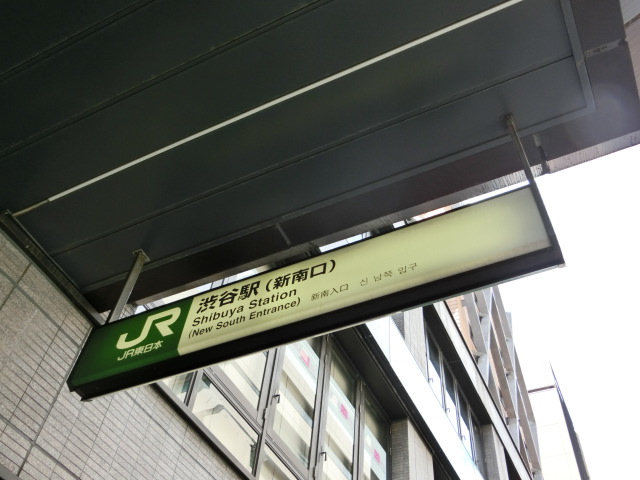 JR
JR東日本
渋谷駅(新南口)
Shibuya Station
(New South Entrance)
新南入口 신 남쪽 입구